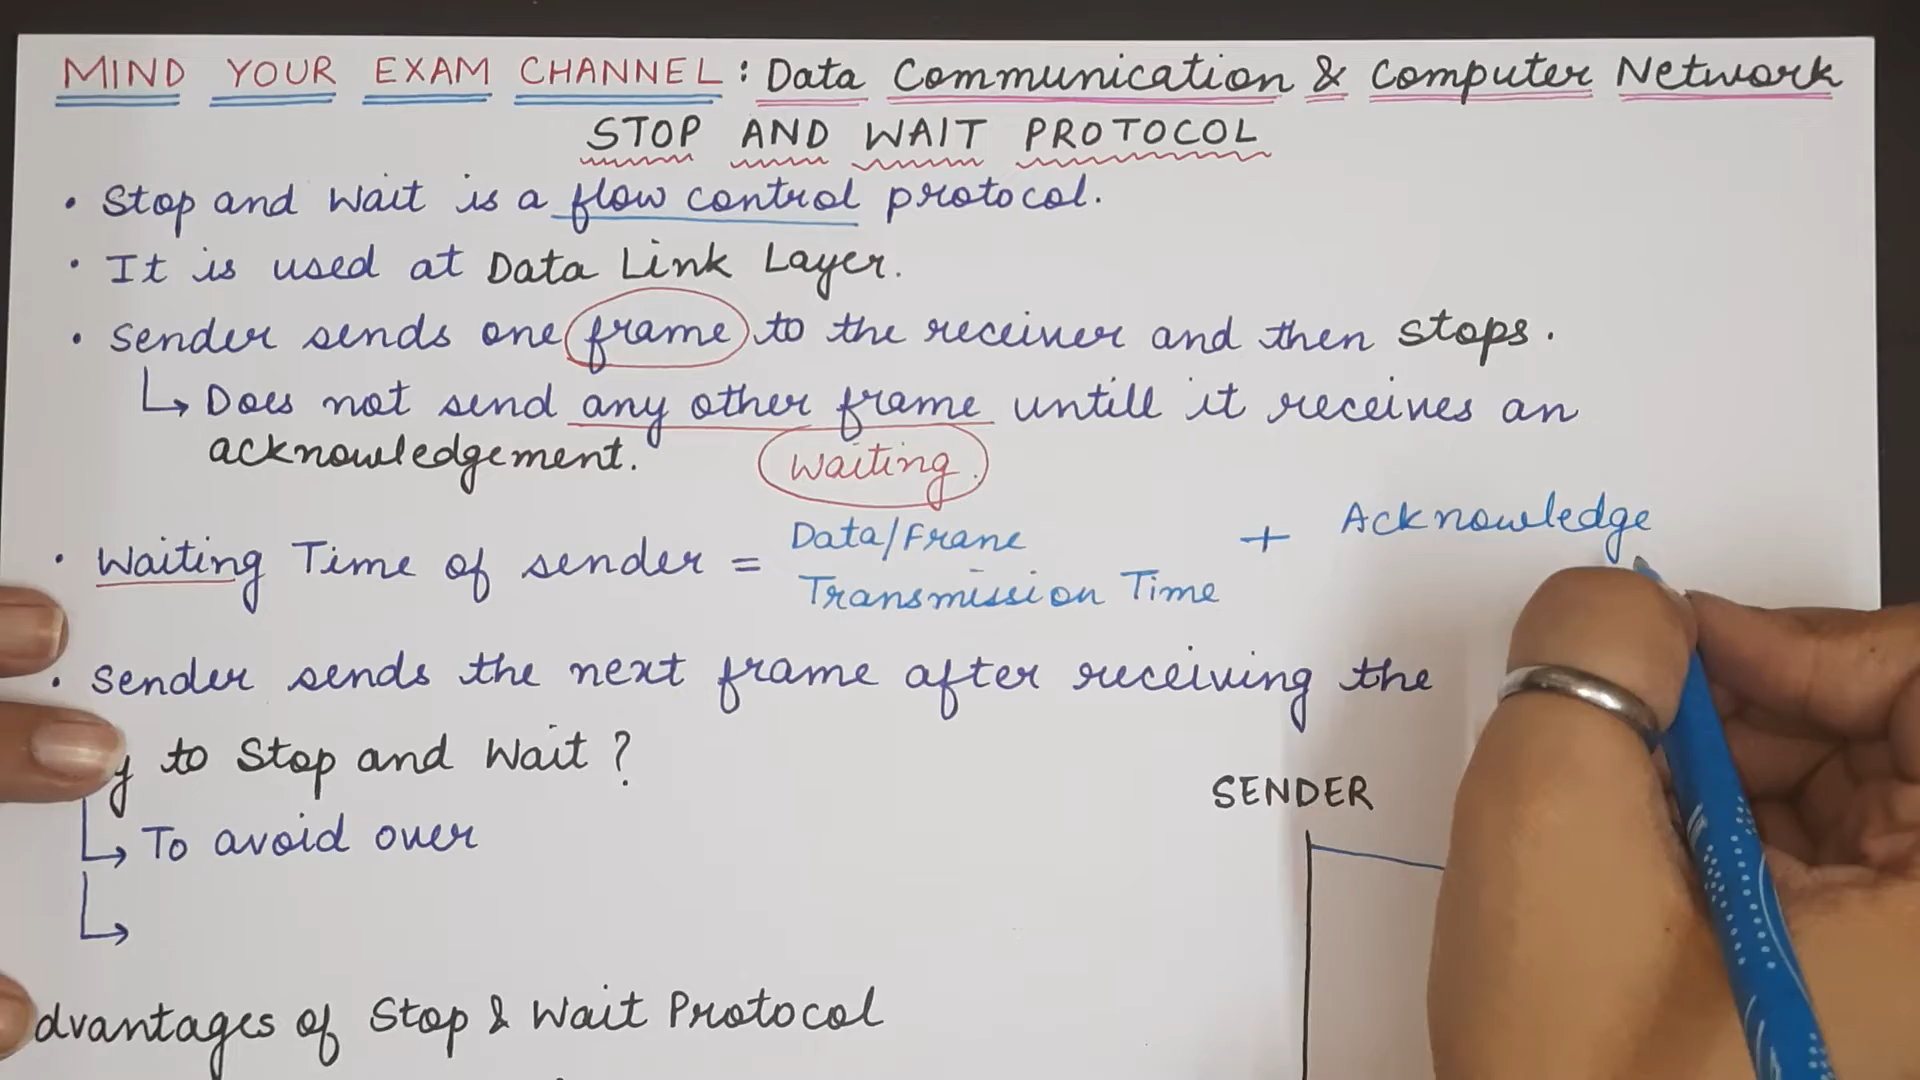 MIND YOUR EXAM CHANNEL : Data Communication & Computer Network
STOP AND WAIT PROTOCOL
• Stop and Wait is a flow control protocol.
• It is used at Data Link Layer.
• Sender sends one frame to the receiver and then stops.
↳ Does not send any other frame untill it receives an
acknowledgement. Waiting.
• Waiting Time of sender = Data/Frame + Acknowledge
Transmission Time
• Sender sends the next frame after receiving the
to Stop and Wait ?
↳ To avoid over
↳
SENDER
dvantages of Stop & Wait Protocol